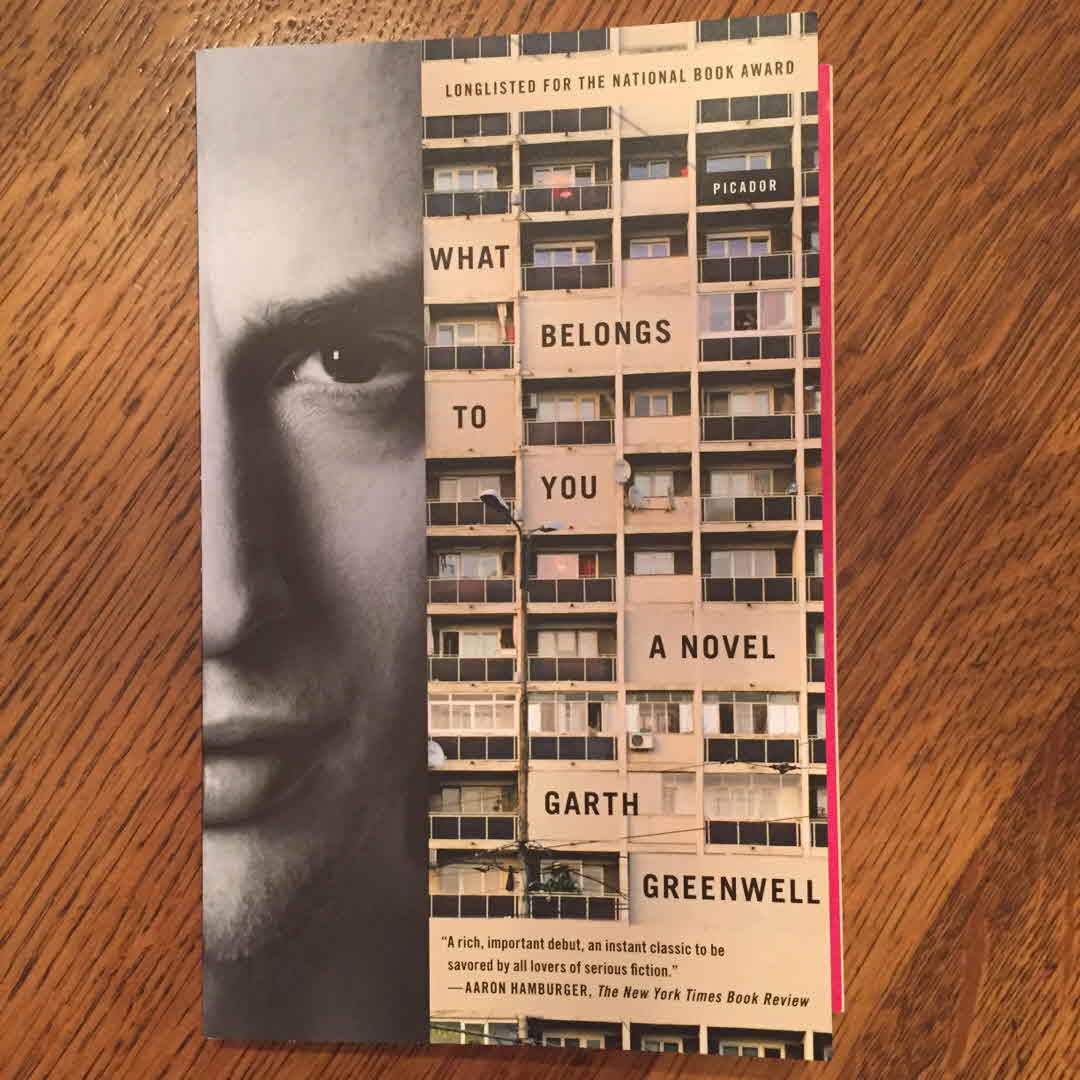 LONGLISTED FOR THE NATIONAL BOOK AWARD
PICADOR
WHAT
BELONGS
TO
YOU
A NOVEL
GARTH
GREENWELL
“A rich, important debut, an instant classic to be
savored by all lovers of serious fiction.”
—AARON HAMBURGER, The New York Times Book Review